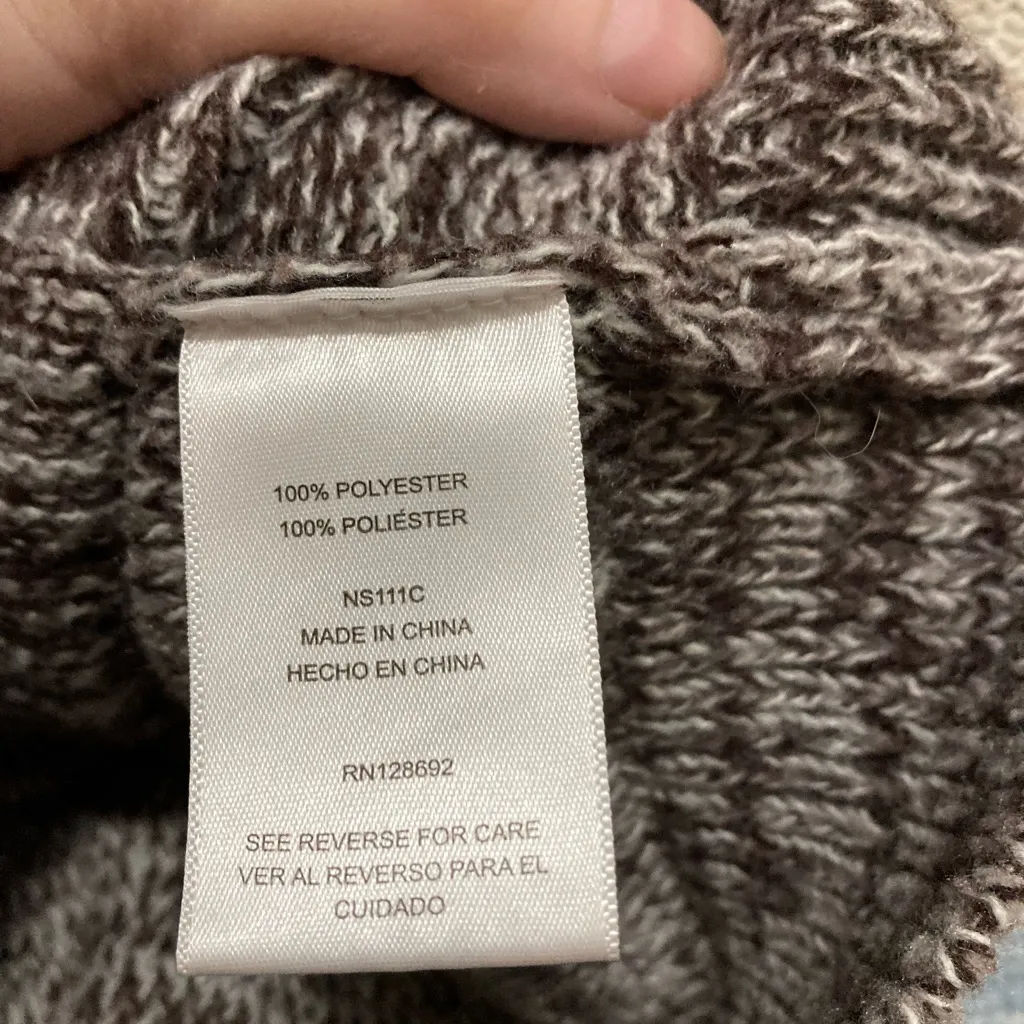 100% POLYESTER
100% POLIÉSTER
NS111C
MADE IN CHINA
HECHO EN CHINA
RN128692
SEE REVERSE FOR CARE
VER AL REVERSO PARA EL
CUIDADO